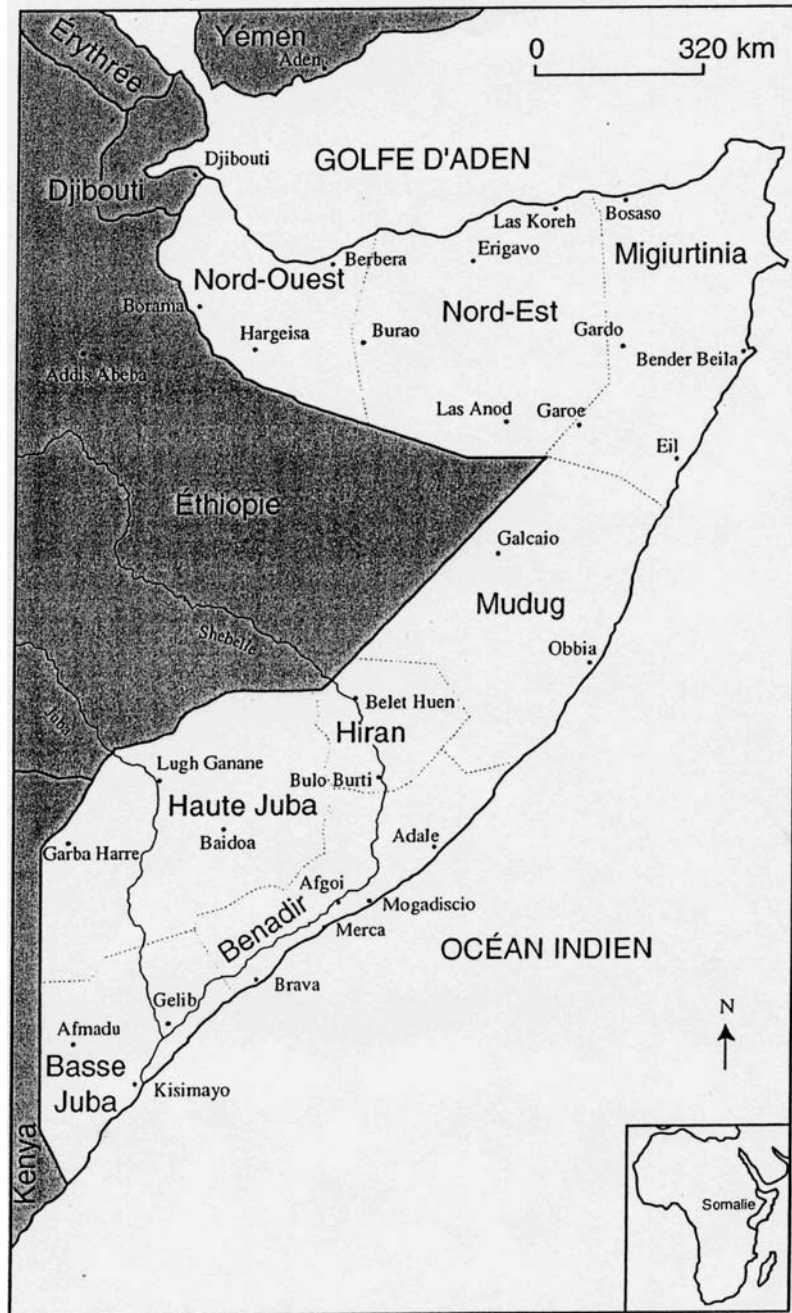 Yémen
Érythrée
Aden
0 320 km
Djibouti
GOLFE D'ADEN
Djibouti
Las Koreh
Bosaso
Berbera
Erigavo
Migiurtinia
Nord-Ouest
Borama
Nord-Est
Hargeisa
Burao
Gardo
Bender Beila
Addis Abeba
Las Anod
Garoe
Eil
Éthiopie
Galcaio
Mudug
Shebelle
Obbia
Juba
Belet Huen
Hiran
Lugh Ganane
Bulo Burti
Haute Juba
Baidoa
Adale
Garba Harre
Afgoi
Mogadiscio
Benadir
Merca
OCÉAN INDIEN
Brava
Gelib
N
Afmadu
Basse
Juba
Kisimayo
Kenya
Somalie